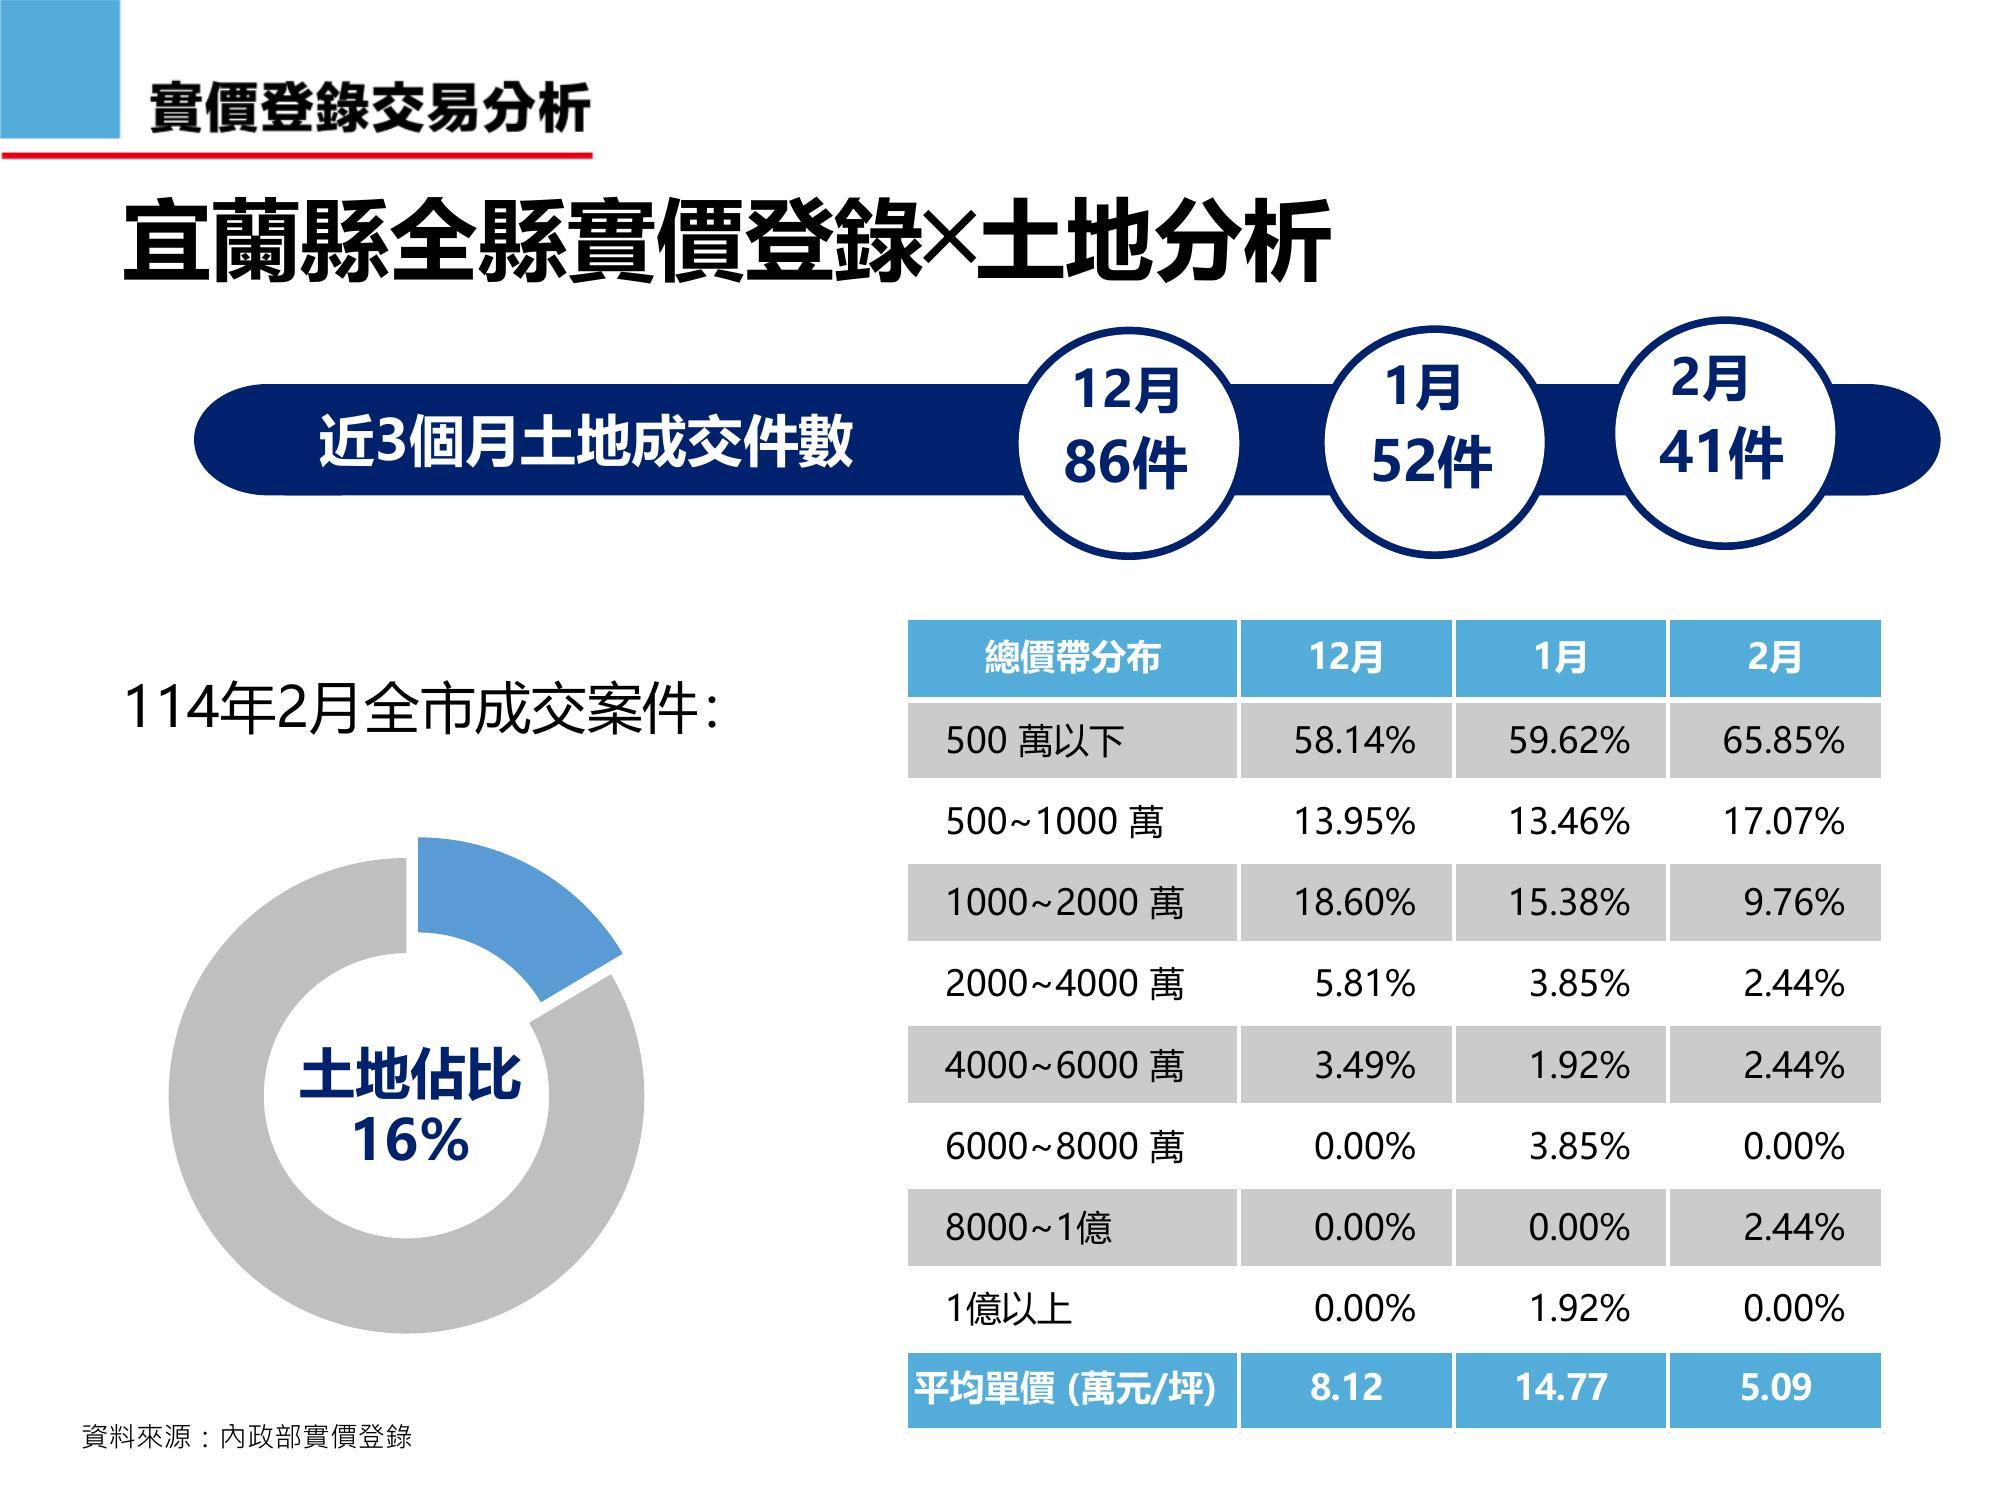 實價登錄交易分析
宜蘭縣全縣實價登錄×土地分析
近3個月土地成交件數
12月
86件
1月
52件
2月
41件
114年2月全市成交案件：
土地佔比
16%
總價帶分布 12月 1月 2月
500 萬以下 58.14% 59.62% 65.85%
500~1000 萬 13.95% 13.46% 17.07%
1000~2000 萬 18.60% 15.38% 9.76%
2000~4000 萬 5.81% 3.85% 2.44%
4000~6000 萬 3.49% 1.92% 2.44%
6000~8000 萬 0.00% 3.85% 0.00%
8000~1億 0.00% 0.00% 2.44%
1億以上 0.00% 1.92% 0.00%
平均單價 (萬元/坪) 8.12 14.77 5.09
資料來源：內政部實價登錄